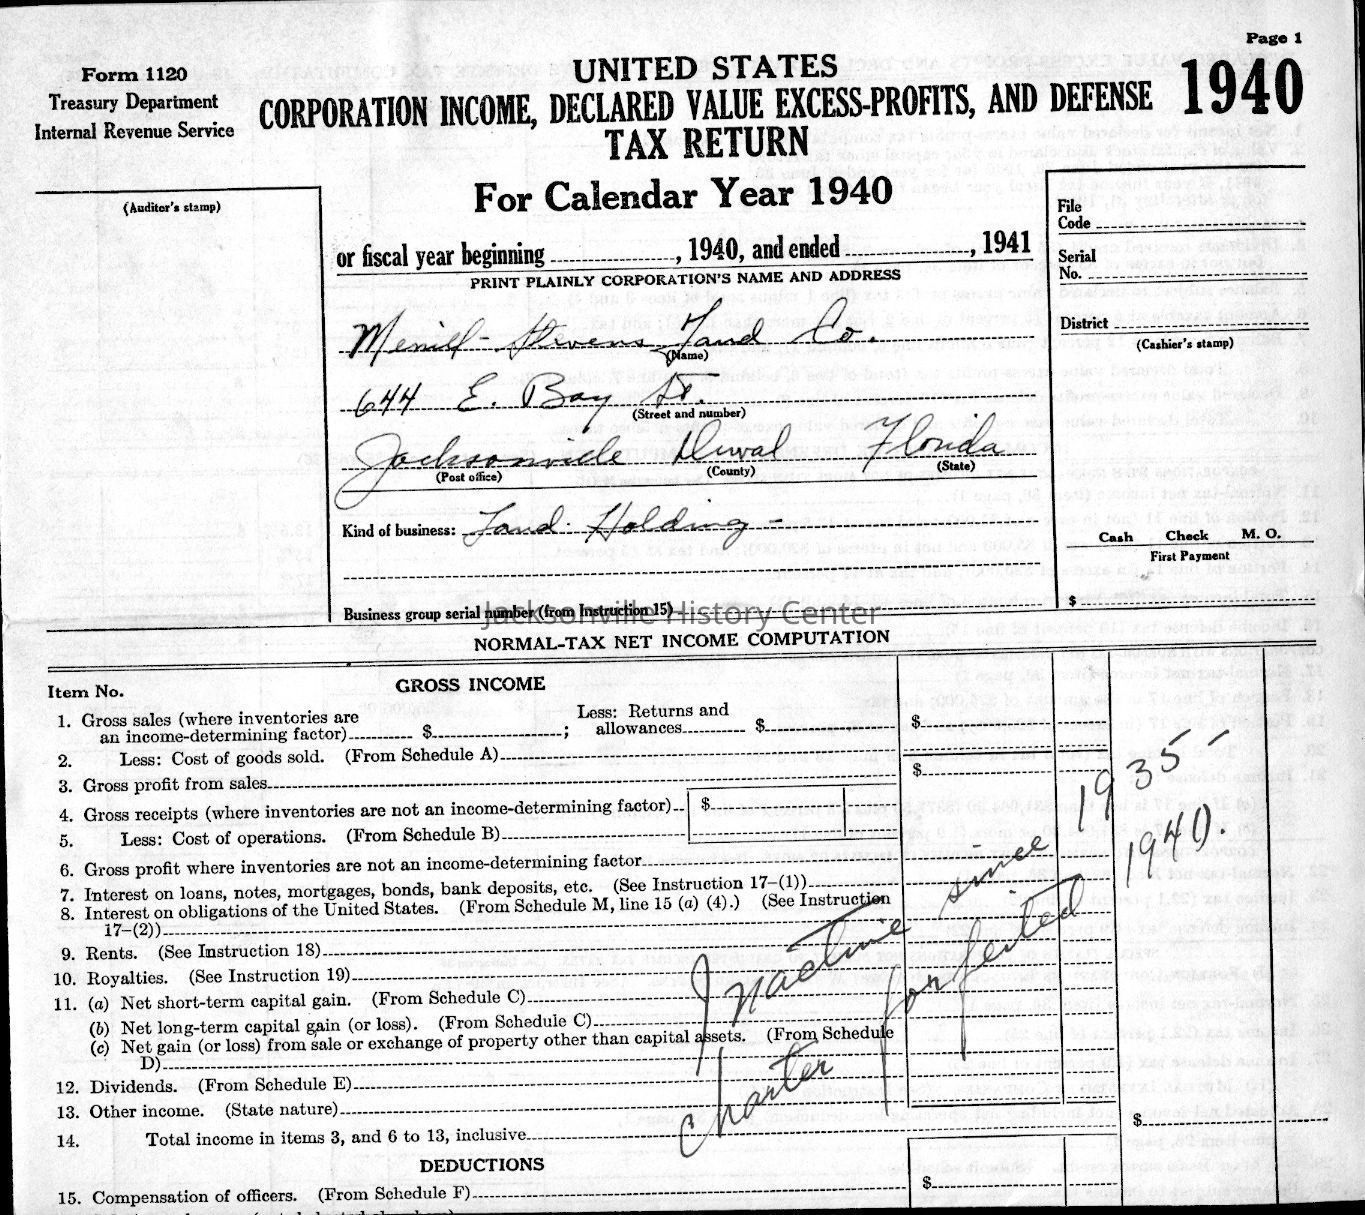 Page 1
Form 1120
Treasury Department
Internal Revenue Service
UNITED STATES
CORPORATION INCOME, DECLARED VALUE EXCESS-PROFITS, AND DEFENSE
TAX RETURN
1940
For Calendar Year 1940
or fiscal year beginning , 1940, and ended , 1941
PRINT PLAINLY CORPORATION'S NAME AND ADDRESS
(Auditor's stamp)
File
Code
Serial
No.
District
(Cashier's stamp)
Merrill-Stevens Land Co.
(Name)
644 E. Bay St.
(Street and number)
Jacksonville Duval Florida
(Post office) (County) (State)
Kind of business: Land Holding -
Cash Check M. O.
First Payment
$
Business group serial number (from Instruction 15)
Jacksonville History Center
NORMAL-TAX NET INCOME COMPUTATION
Item No. GROSS INCOME
1. Gross sales (where inventories are
an income-determining factor) $ ; Less: Returns and
allowances $ $
2. Less: Cost of goods sold. (From Schedule A)
3. Gross profit from sales $
4. Gross receipts (where inventories are not an income-determining factor) $
5. Less: Cost of operations. (From Schedule B)
6. Gross profit where inventories are not an income-determining factor
7. Interest on loans, notes, mortgages, bonds, bank deposits, etc. (See Instruction 17-(1))
8. Interest on obligations of the United States. (From Schedule M, line 15 (a) (4).) (See Instruction
17-(2))
9. Rents. (See Instruction 18)
10. Royalties. (See Instruction 19)
11. (a) Net short-term capital gain. (From Schedule C)
(b) Net long-term capital gain (or loss). (From Schedule C)
(c) Net gain (or loss) from sale or exchange of property other than capital assets. (From Schedule
D)
12. Dividends. (From Schedule E)
13. Other income. (State nature)
14. Total income in items 3, and 6 to 13, inclusive $
Inactive since 1935-
Charter forfeited 1940.
DEDUCTIONS
15. Compensation of officers. (From Schedule F) $